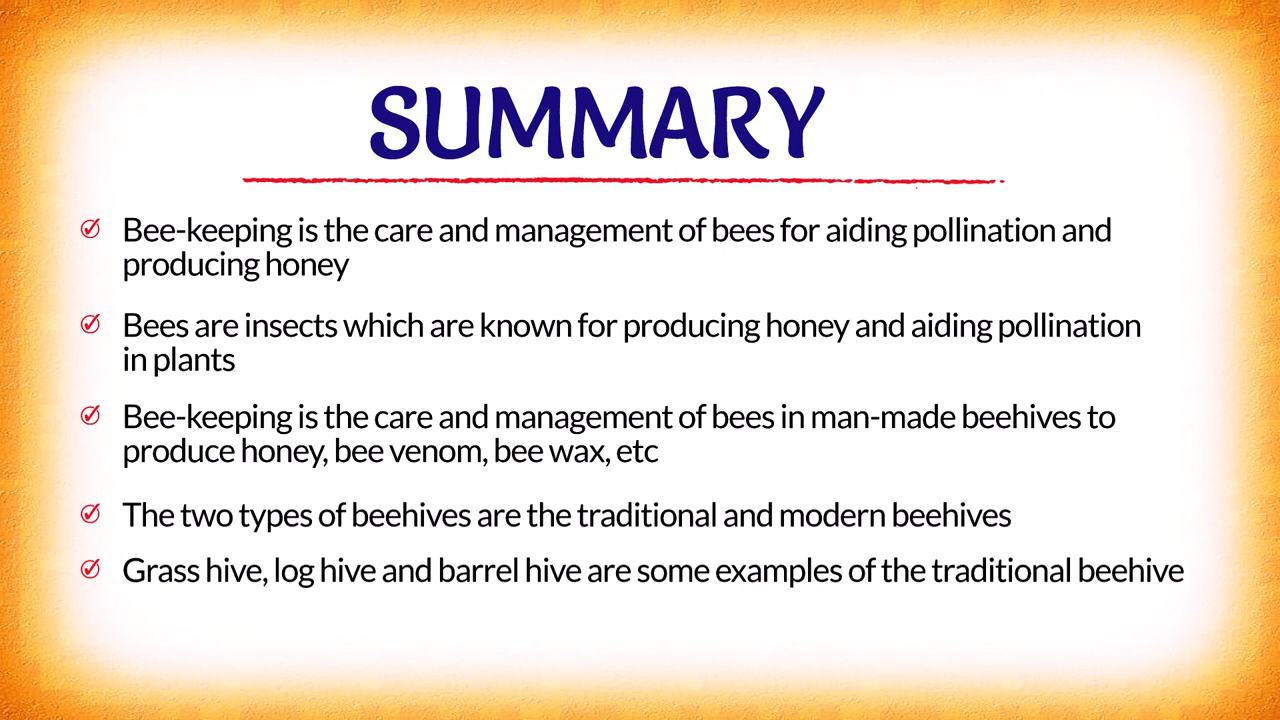 SUMMARY
Bee-keeping is the care and management of bees for aiding pollination and
producing honey
Bees are insects which are known for producing honey and aiding pollination
in plants
Bee-keeping is the care and management of bees in man-made beehives to
produce honey, bee venom, bee wax, etc
The two types of beehives are the traditional and modern beehives
Grass hive, log hive and barrel hive are some examples of the traditional beehive